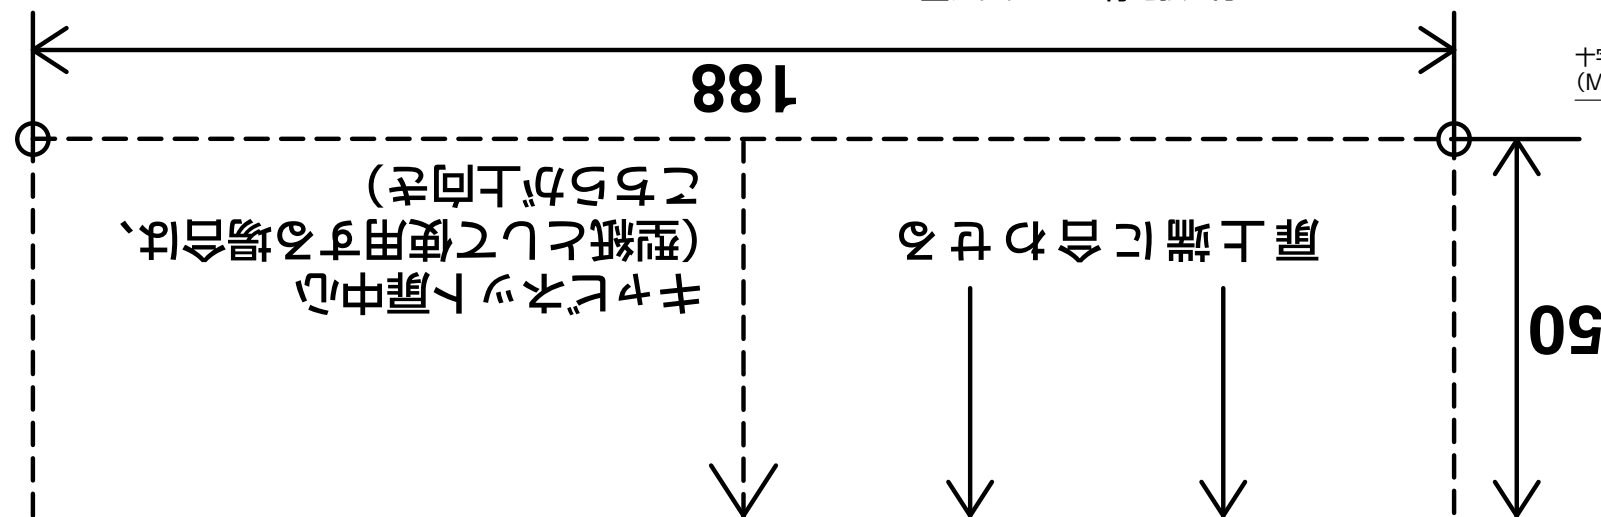 188
キャビネット扉中心
(型紙として使用する場合は、
こちらが上向き)
扉上端に合わせる
50
十字
(M